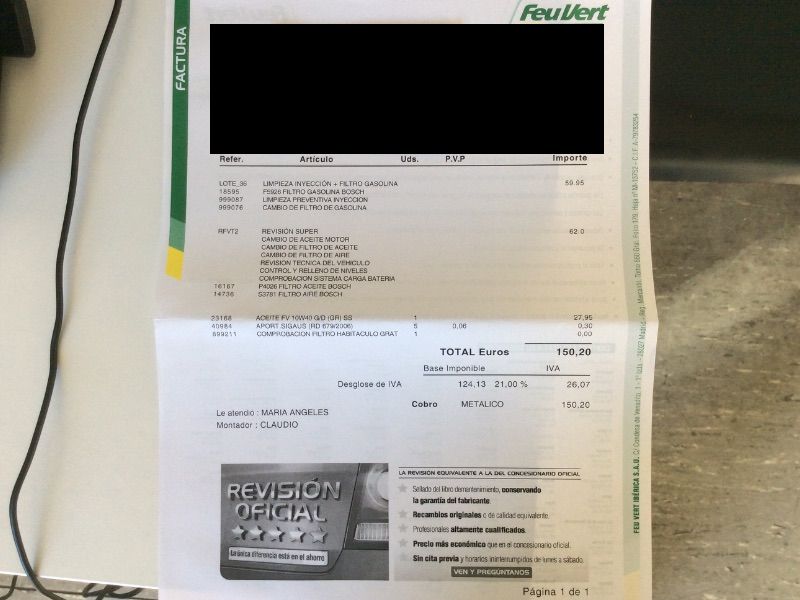 FACTURA
FeuVert
Refer. Artículo Uds. P.V.P Importe
LOTE_36 LIMPIEZA INYECCIÓN + FILTRO GASOLINA 59.95
18595 F5926 FILTRO GASOLINA BOSCH
999087 LIMPIEZA PREVENTIVA INYECCION
999076 CAMBIO DE FILTRO DE GASOLINA
RFVT2 REVISIÓN SUPER 62.0
CAMBIO DE ACEITE MOTOR
CAMBIO DE FILTRO DE ACEITE
CAMBIO DE FILTRO DE AIRE
REVISION TECNICA DEL VEHICULO
CONTROL Y RELLENO DE NIVELES
COMPROBACION SISTEMA CARGA BATERIA
16167 P4026 FILTRO ACEITE BOSCH
14736 S3781 FILTRO AIRE BOSCH
23168 ACEITE FV 10W40 G/D (GR) SS 1 27,95
40984 APORT SIGAUS (RD 679/2006) 5 0,06 0,30
899211 COMPROBACION FILTRO HABITACULO GRAT 1 0,00
TOTAL Euros 150,20
Base Imponible IVA
Desglose de IVA 124.13 21,00 % 26,07
Cobro METALICO 150,20
Le atendio : MARIA ANGELES
Montador : CLAUDIO
REVISIÓN OFICIAL
La única diferencia está en el ahorro
LA REVISIÓN EQUIVALENTE A LA DEL CONCESIONARIO OFICIAL
Sellado del libro de mantenimiento, conservando
la garantía del fabricante.
Recambios originales o de calidad equivalente.
Profesionales altamente cualificados.
Precio más económico que en el concesionario oficial.
Sin cita previa y horarios ininterrumpidos de lunes a sábado.
VEN Y PREGÚNTANOS
Página 1 de 1
FEU VERT IBÉRICA S.A.U.